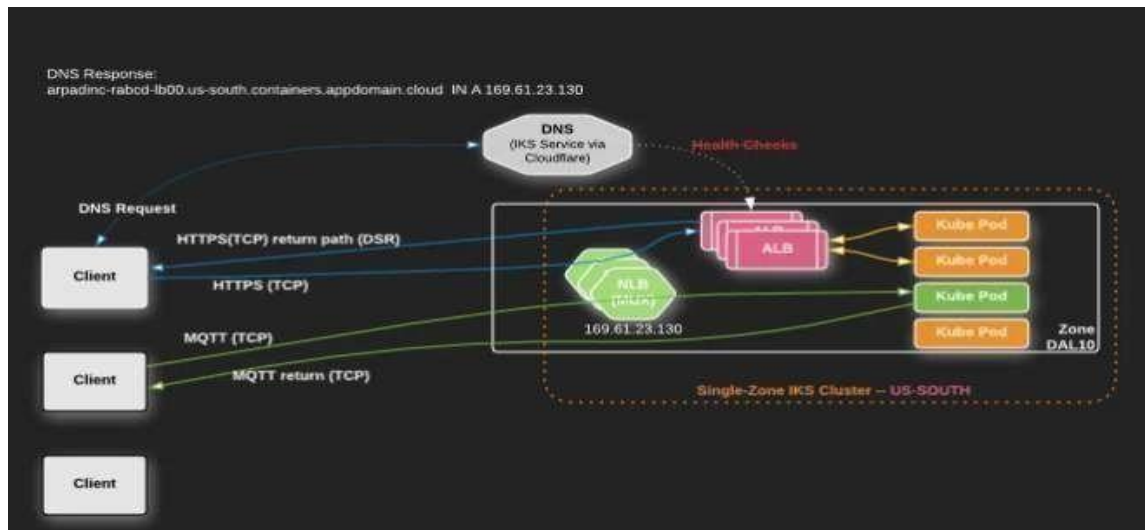 DNS Response:
arpadinc-rabcd-lb00.us-south.containers.appdomain.cloud IN A 169.61.23.130
DNS
(IKS Service via
Cloudflare)
Health Checks
DNS Request
HTTPS(TCP) return path (DSR)
Client
HTTPS (TCP)
ALB
ALB
Kube Pod
Kube Pod
Kube Pod
Kube Pod
NLB
(MUX)
169.61.23.130
Zone
DAL10
MQTT (TCP)
Client
MQTT return (TCP)
Single-Zone IKS Cluster -- US-SOUTH
Client